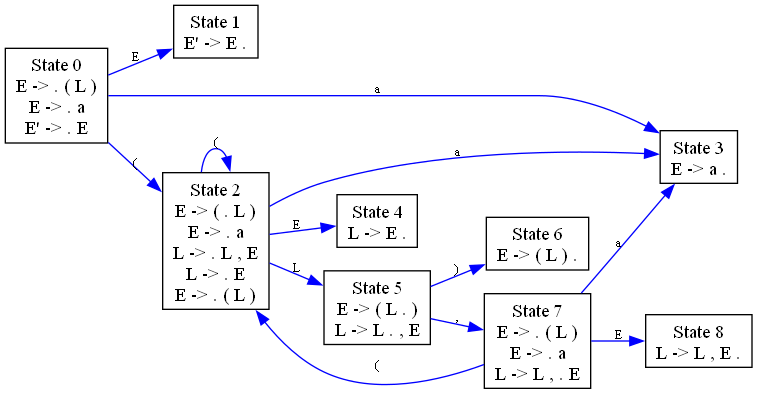 State 0
E -> . ( L )
E -> . a
E' -> . E
E
State 1
E' -> E .
a
(
(
State 2
E -> ( . L )
E -> . a
L -> . L , E
L -> . E
E -> . ( L )
a
State 3
E -> a .
E
State 4
L -> E .
L
State 5
E -> ( L . )
L -> L . , E
)
State 6
E -> ( L ) .
,
State 7
E -> . ( L )
E -> . a
L -> L , . E
a
E
State 8
L -> L , E .
(